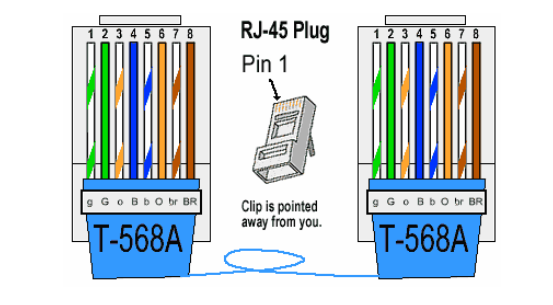 RJ-45 Plug
Pin 1
1 2 3 4 5 6 7 8
g G o B b O br BR
T-568A
Clip is pointed
away from you.
1 2 3 4 5 6 7 8
g G o B b O br BR
T-568A